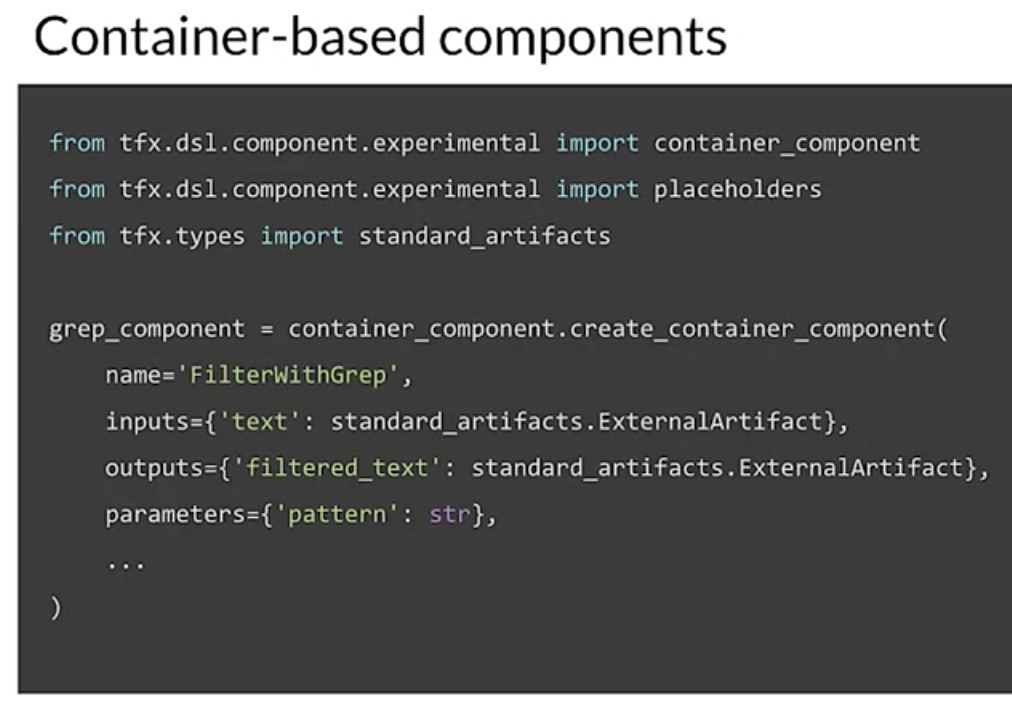 Container-based components
from tfx.dsl.component.experimental import container_component
from tfx.dsl.component.experimental import placeholders
from tfx.types import standard_artifacts
grep_component = container_component.create_container_component(
name='FilterWithGrep',
inputs={'text': standard_artifacts.ExternalArtifact},
outputs={'filtered_text': standard_artifacts.ExternalArtifact},
parameters={'pattern': str},
...
)